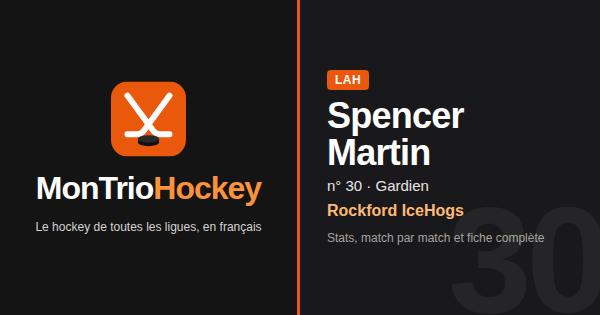 MonTrioHockey
Le hockey de toutes les ligues, en français
LAH
Spencer
Martin
n° 30 · Gardien
Rockford IceHogs
Stats, match par match et fiche complète
30